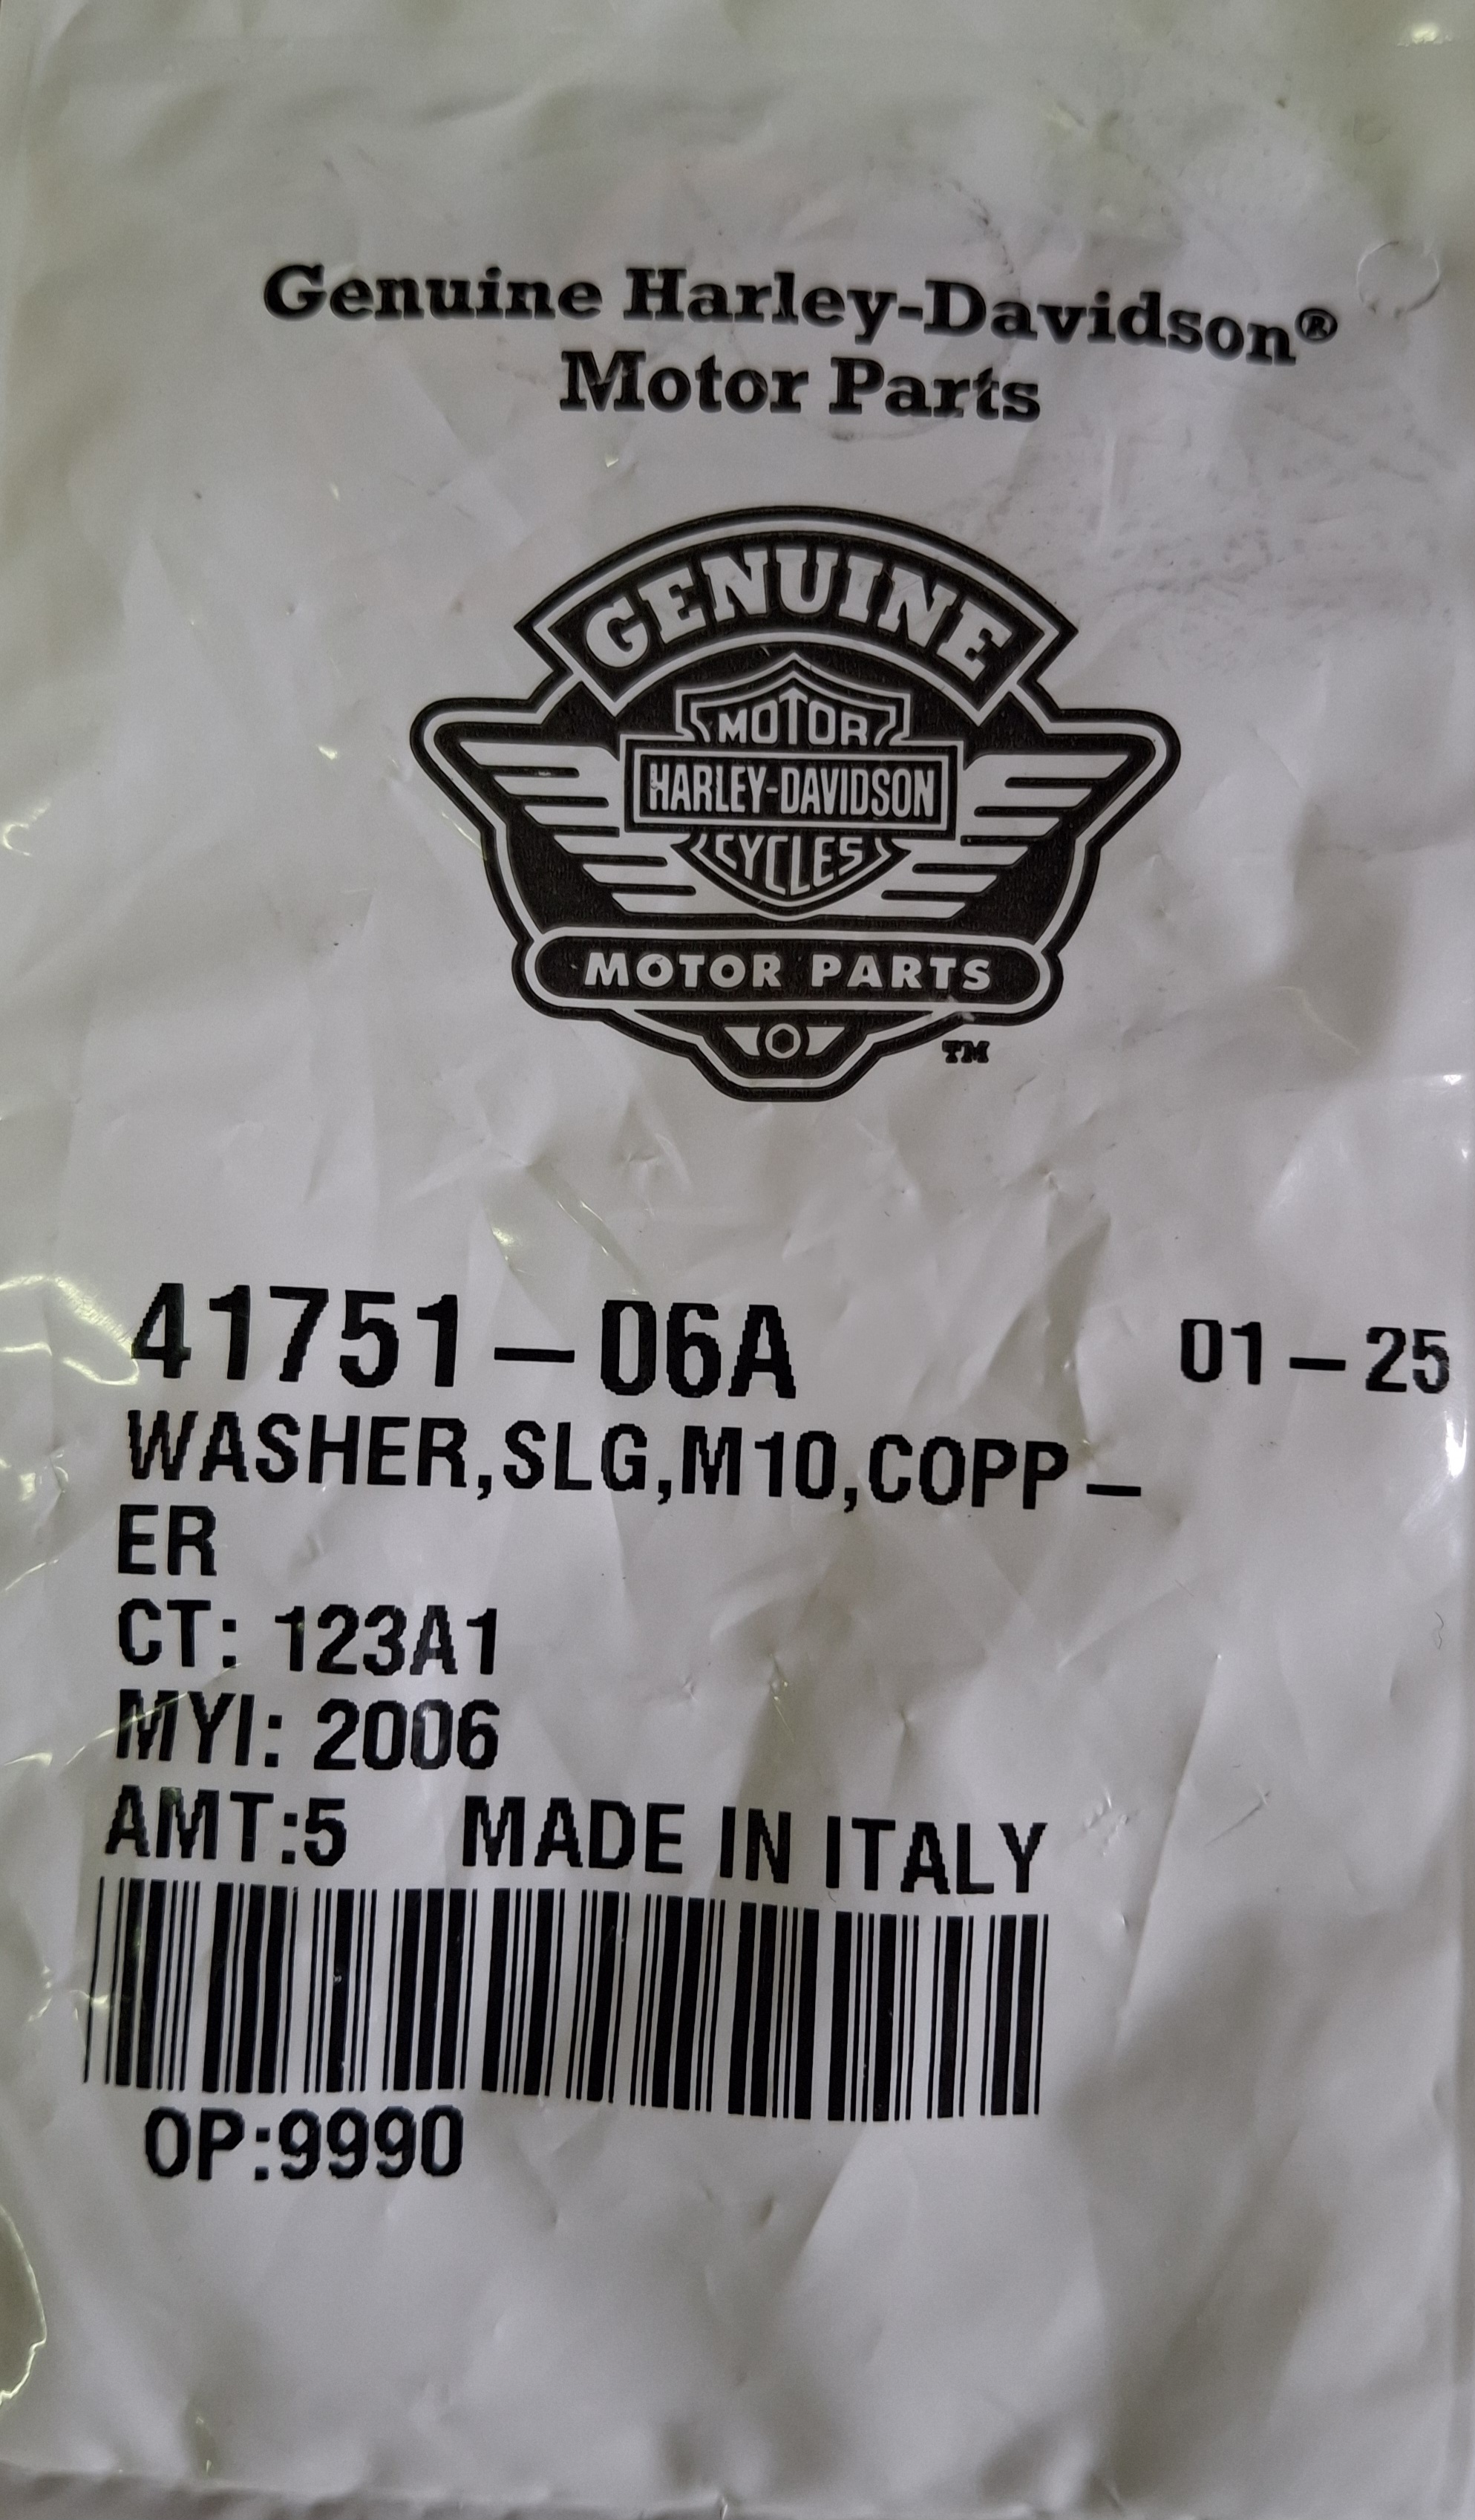 Genuine Harley-Davidson®
Motor Parts
GENUINE
MOTOR
HARLEY-DAVIDSON
CYCLES
MOTOR PARTS
TM
41751-06A 01-25
WASHER,SLG,M10,COPP-
ER
CT: 123A1
MYI: 2006
AMT:5 MADE IN ITALY
OP:9990